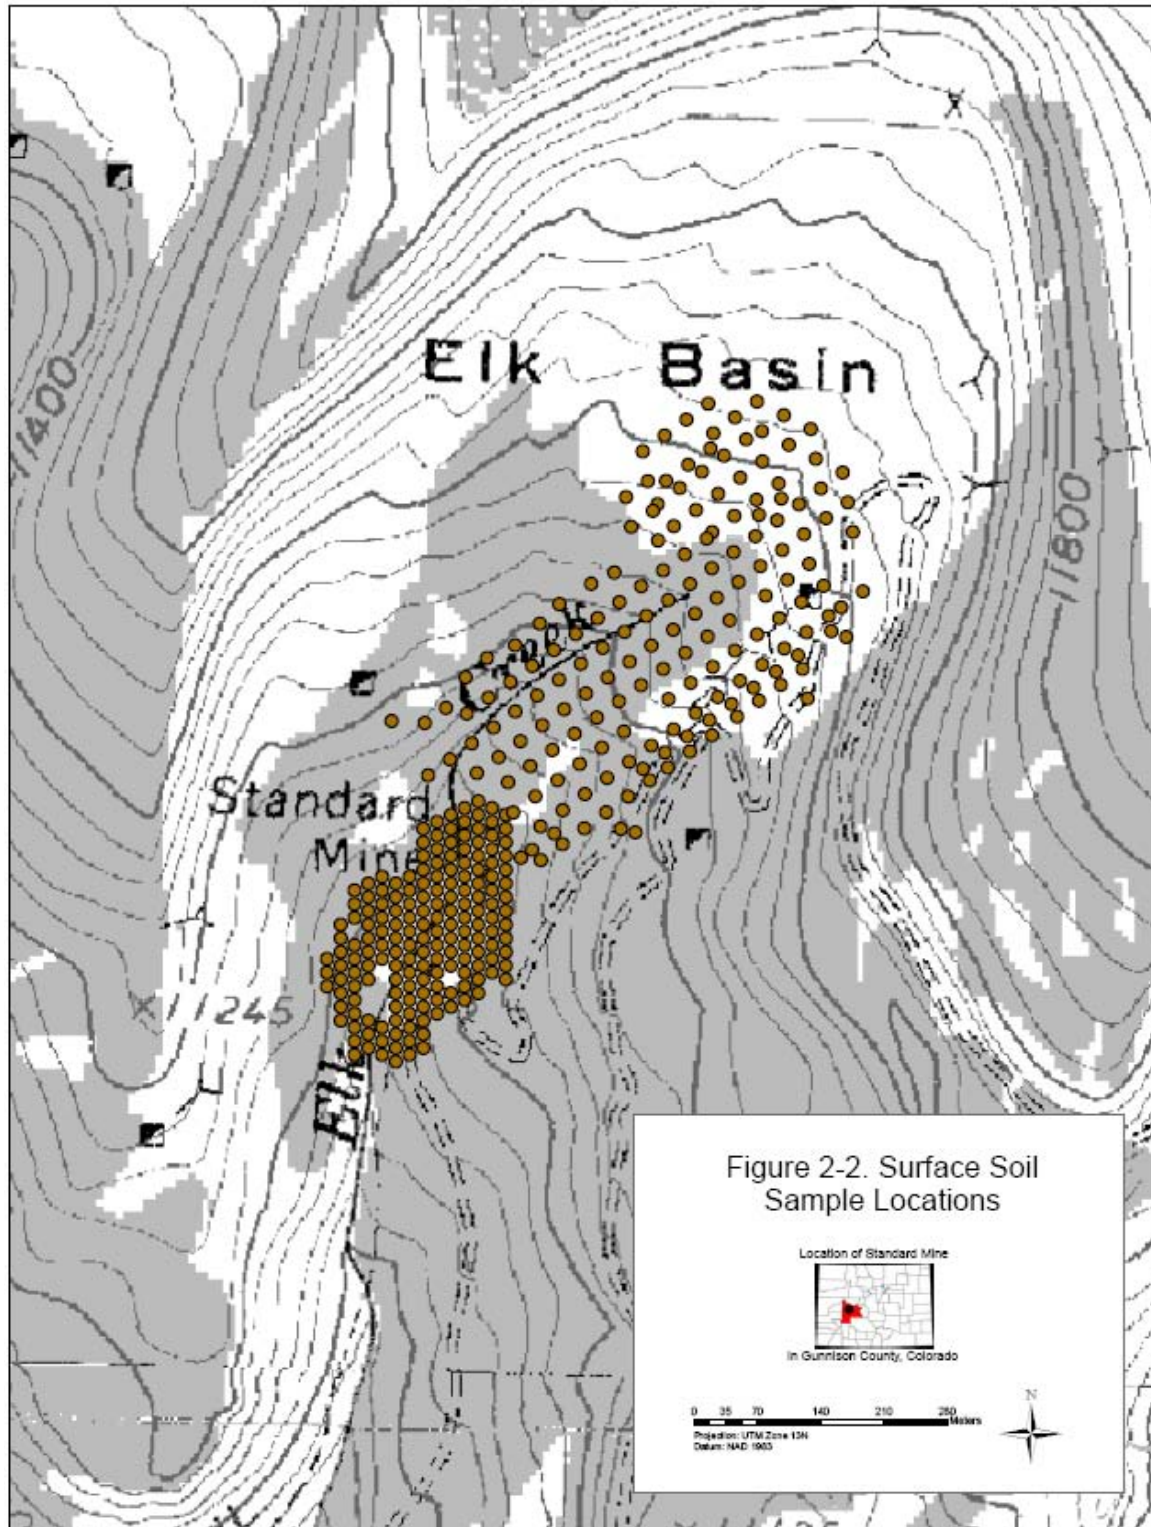 Elk Basin
11400
11800
Creek
Standard
Mine
245
Elk
Figure 2-2. Surface Soil
Sample Locations
Location of Standard Mine
In Gunnison County, Colorado
N
0 35 70 140 210 280
Meters
Projection: UTM Zone 13N
Datum: NAD 1983